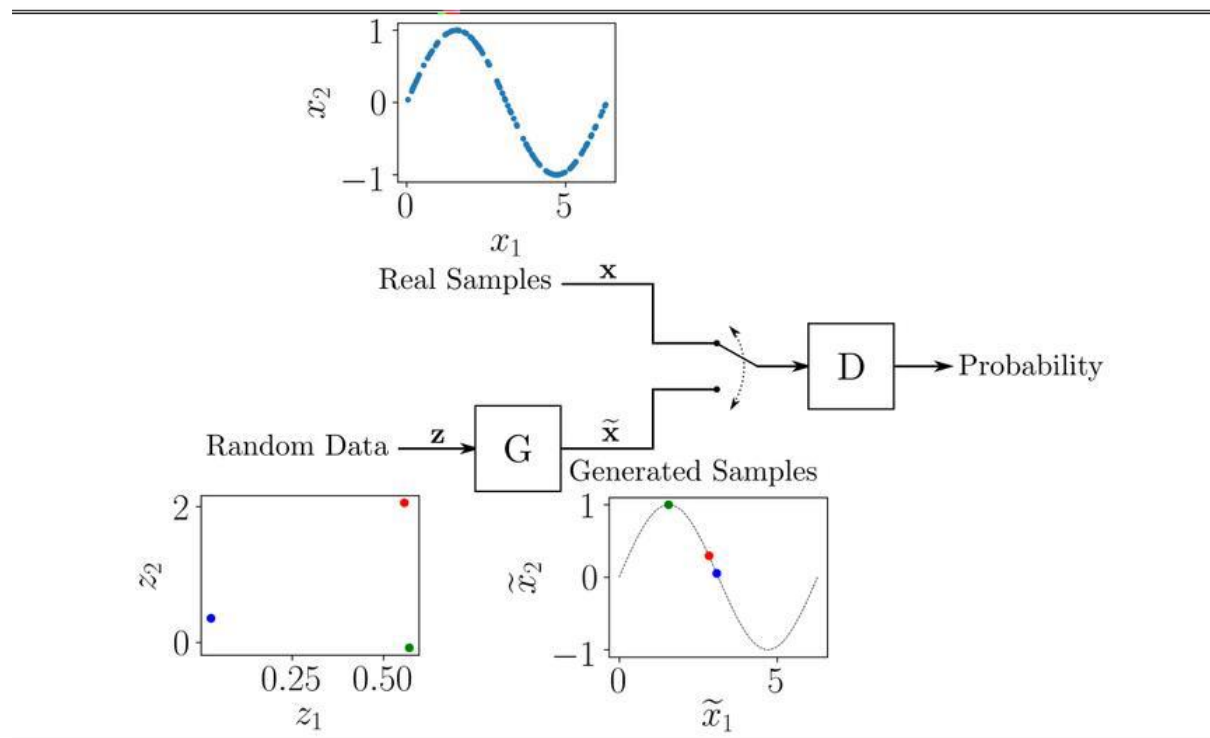 1
x₂
0
−1
0 5
x₁
Real Samples
x
D
Probability
Random Data
z
G
x̃
Generated Samples
2
z₂
0
0.25 0.50
z₁
1
x̃₂
0
−1
0 5
x̃₁